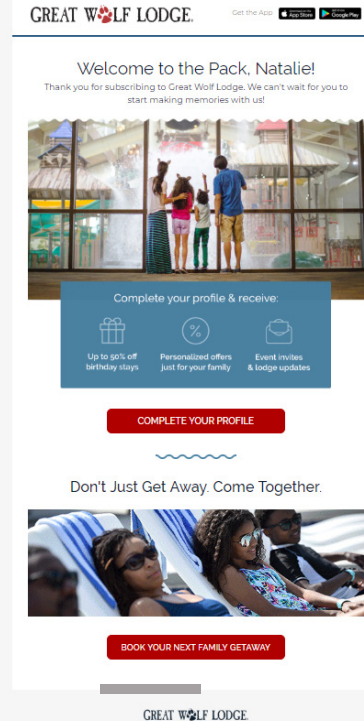 GREAT WOLF LODGE.
Get the App
App Store
Google Play
Welcome to the Pack, Natalie!
Thank you for subscribing to Great Wolf Lodge. We can't wait for you to
start making memories with us!
Complete your profile & receive:
Up to 50% off
birthday stays
Personalized offers
just for your family
Event invites
& lodge updates
COMPLETE YOUR PROFILE
Don't Just Get Away. Come Together.
BOOK YOUR NEXT FAMILY GETAWAY
GREAT WOLF LODGE.